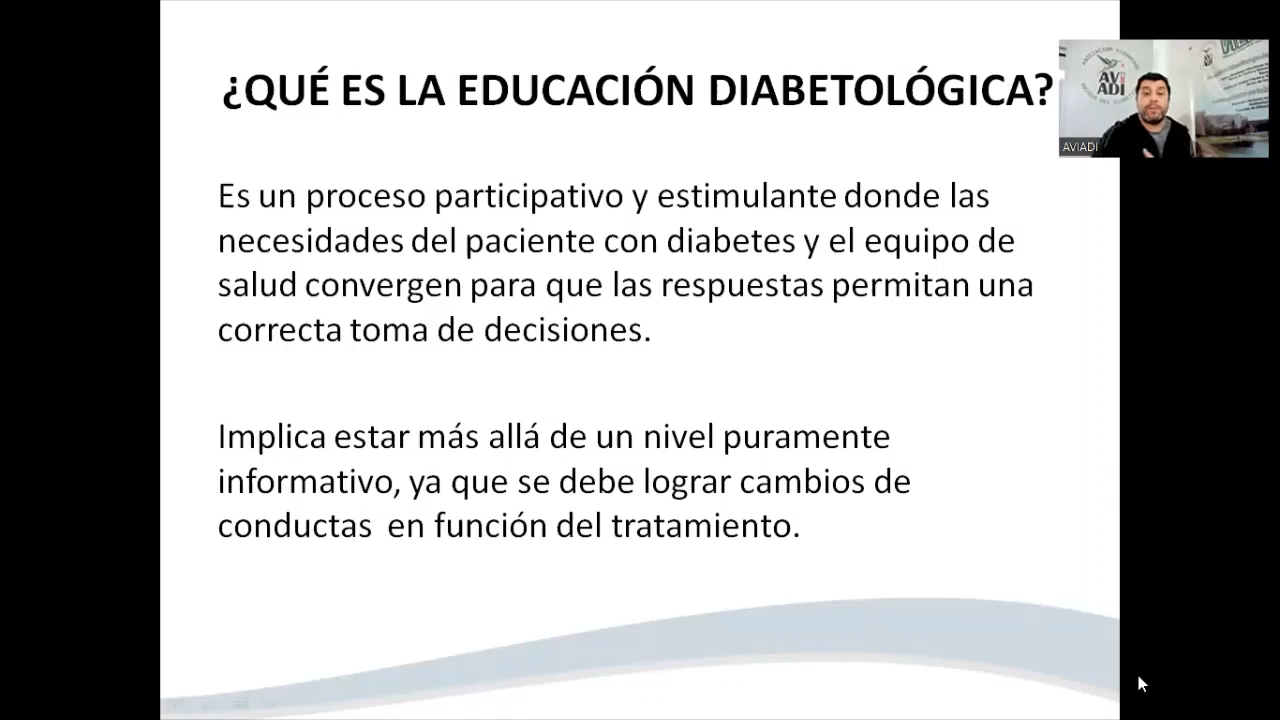 ¿QUÉ ES LA EDUCACIÓN DIABETOLÓGICA?
Es un proceso participativo y estimulante donde las
necesidades del paciente con diabetes y el equipo de
salud convergen para que las respuestas permitan una
correcta toma de decisiones.
Implica estar más allá de un nivel puramente
informativo, ya que se debe lograr cambios de
conductas  en función del tratamiento.
AV
ADI
AVIADI